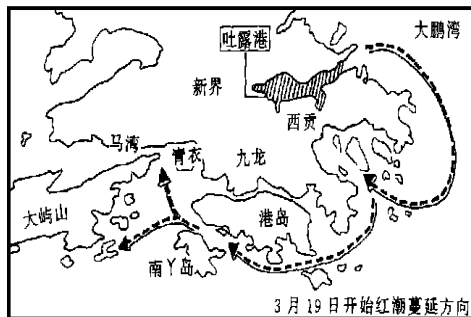 吐露港
大鹏湾
新界
西贡
马湾
青衣
九龙
大屿山
港岛
南丫岛
3月19日开始红潮蔓延方向